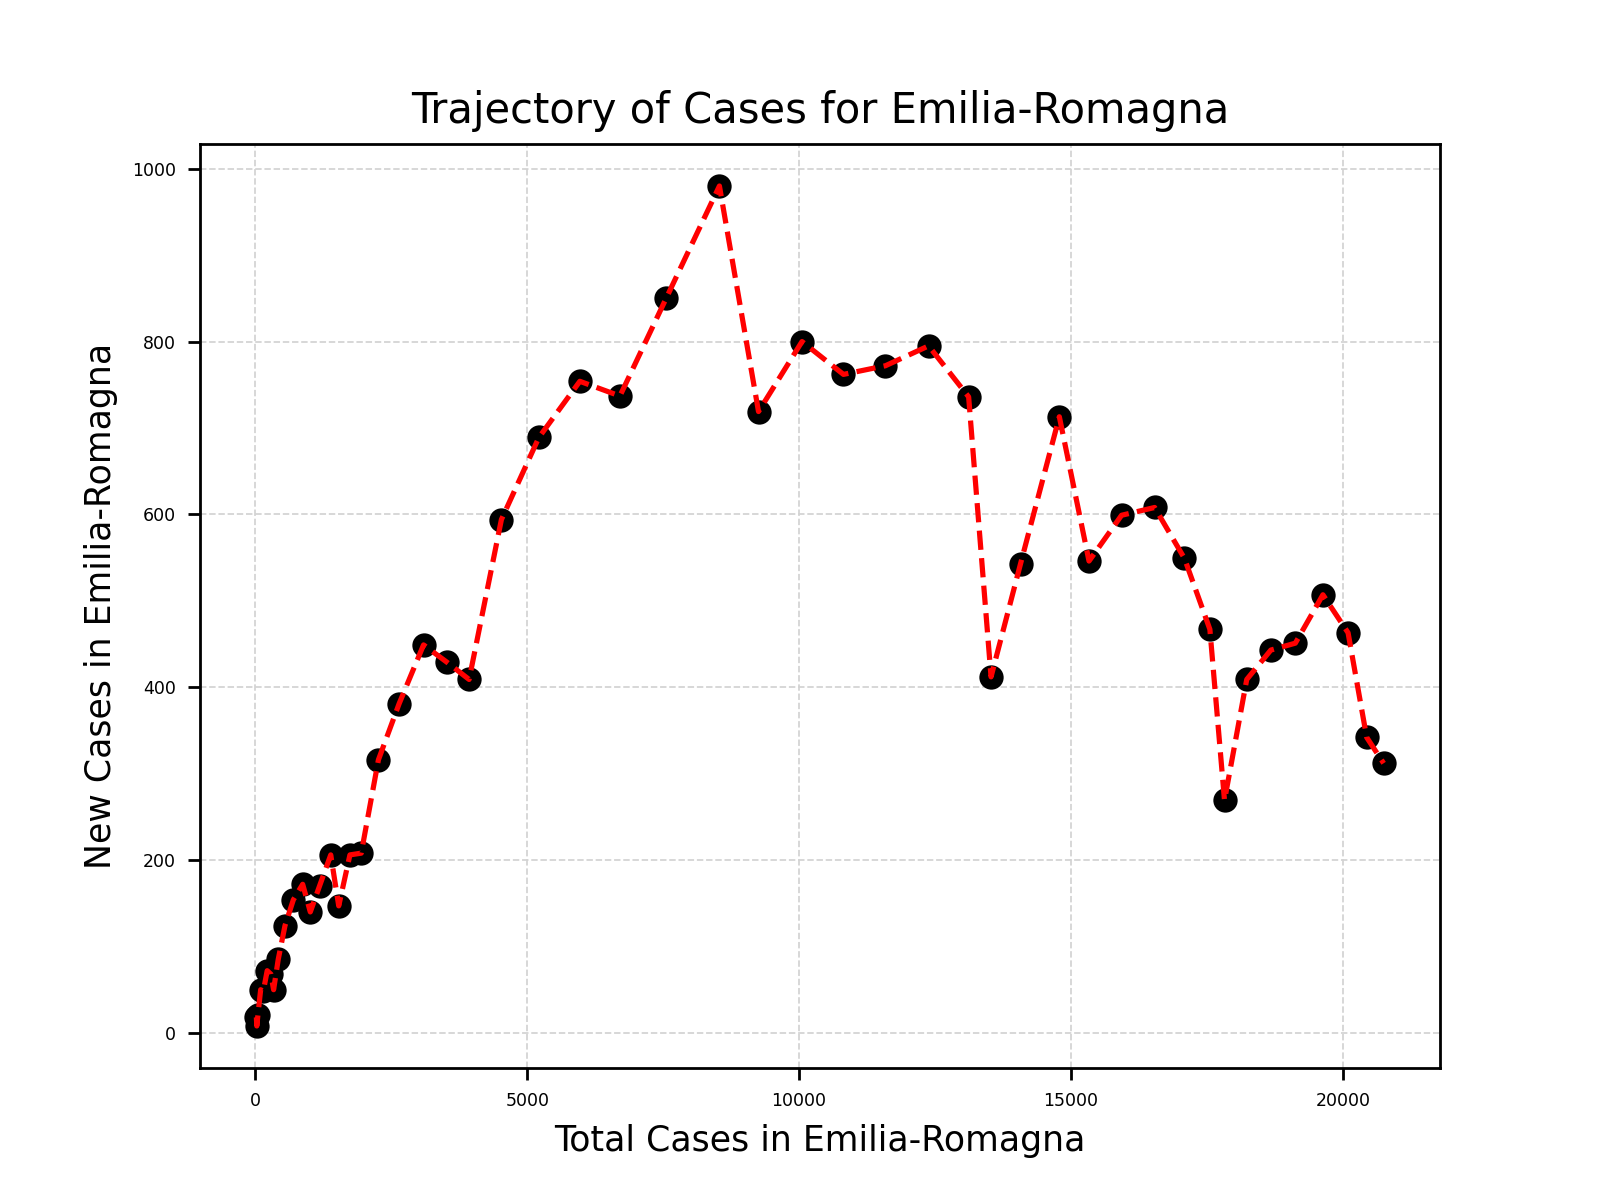 Trajectory of Cases for Emilia-Romagna
New Cases in Emilia-Romagna
1000
800
600
400
200
0
0 5000 10000 15000 20000
Total Cases in Emilia-Romagna